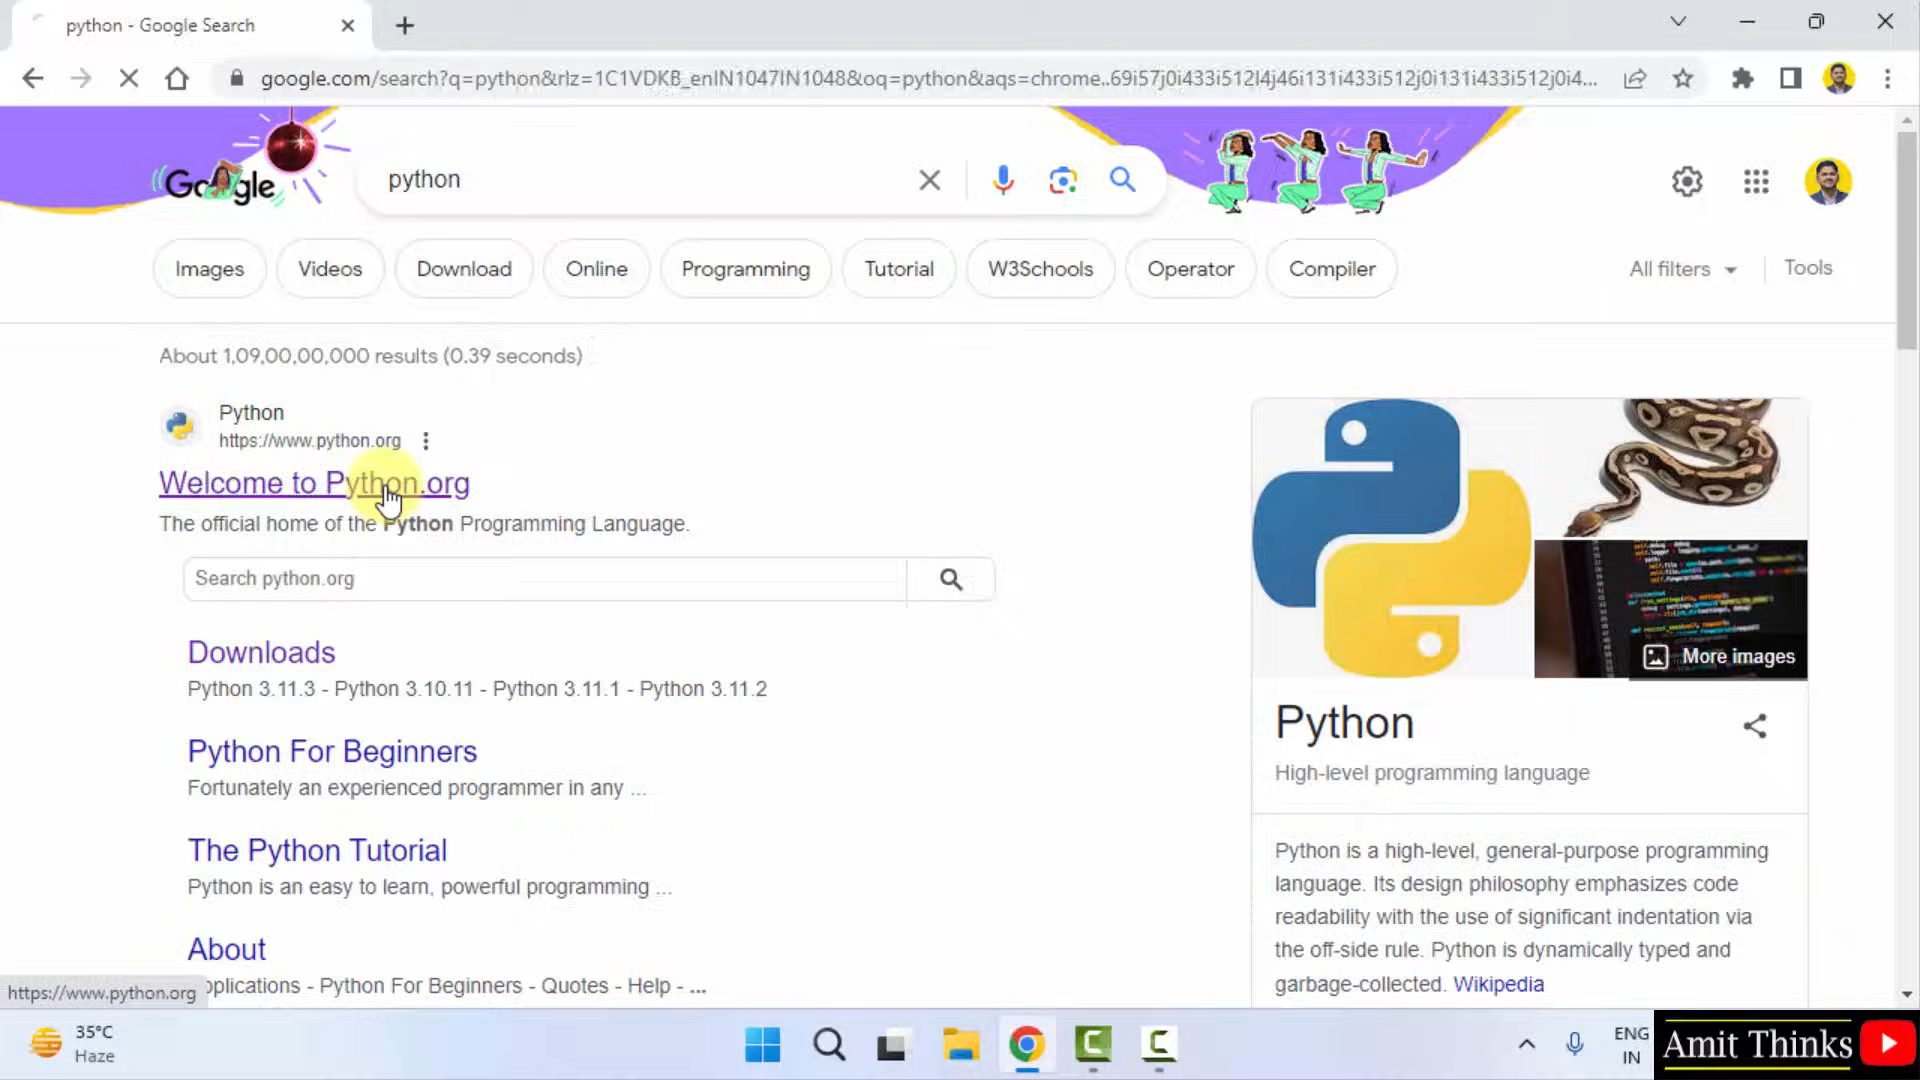 python - Google Search
google.com/search?q=python&rlz=1C1VDKB_enIN1047IN1048&oq=python&aqs=chrome..69i57j0i433i512l4j46i131i433i512j0i131i433i512j0i4...
Google
python
Images
Videos
Download
Online
Programming
Tutorial
W3Schools
Operator
Compiler
All filters
Tools
About 1,09,00,00,000 results (0.39 seconds)
Python
https://www.python.org
Welcome to Python.org
The official home of the Python Programming Language.
Search python.org
Downloads
Python 3.11.3 - Python 3.10.11 - Python 3.11.1 - Python 3.11.2
Python For Beginners
Fortunately an experienced programmer in any ...
The Python Tutorial
Python is an easy to learn, powerful programming ...
About
pplications - Python For Beginners - Quotes - Help - ...
https://www.python.org
More images
Python
High-level programming language
Python is a high-level, general-purpose programming
language. Its design philosophy emphasizes code
readability with the use of significant indentation via
the off-side rule. Python is dynamically typed and
garbage-collected. Wikipedia
35°C
Haze
ENG
IN
Amit Thinks